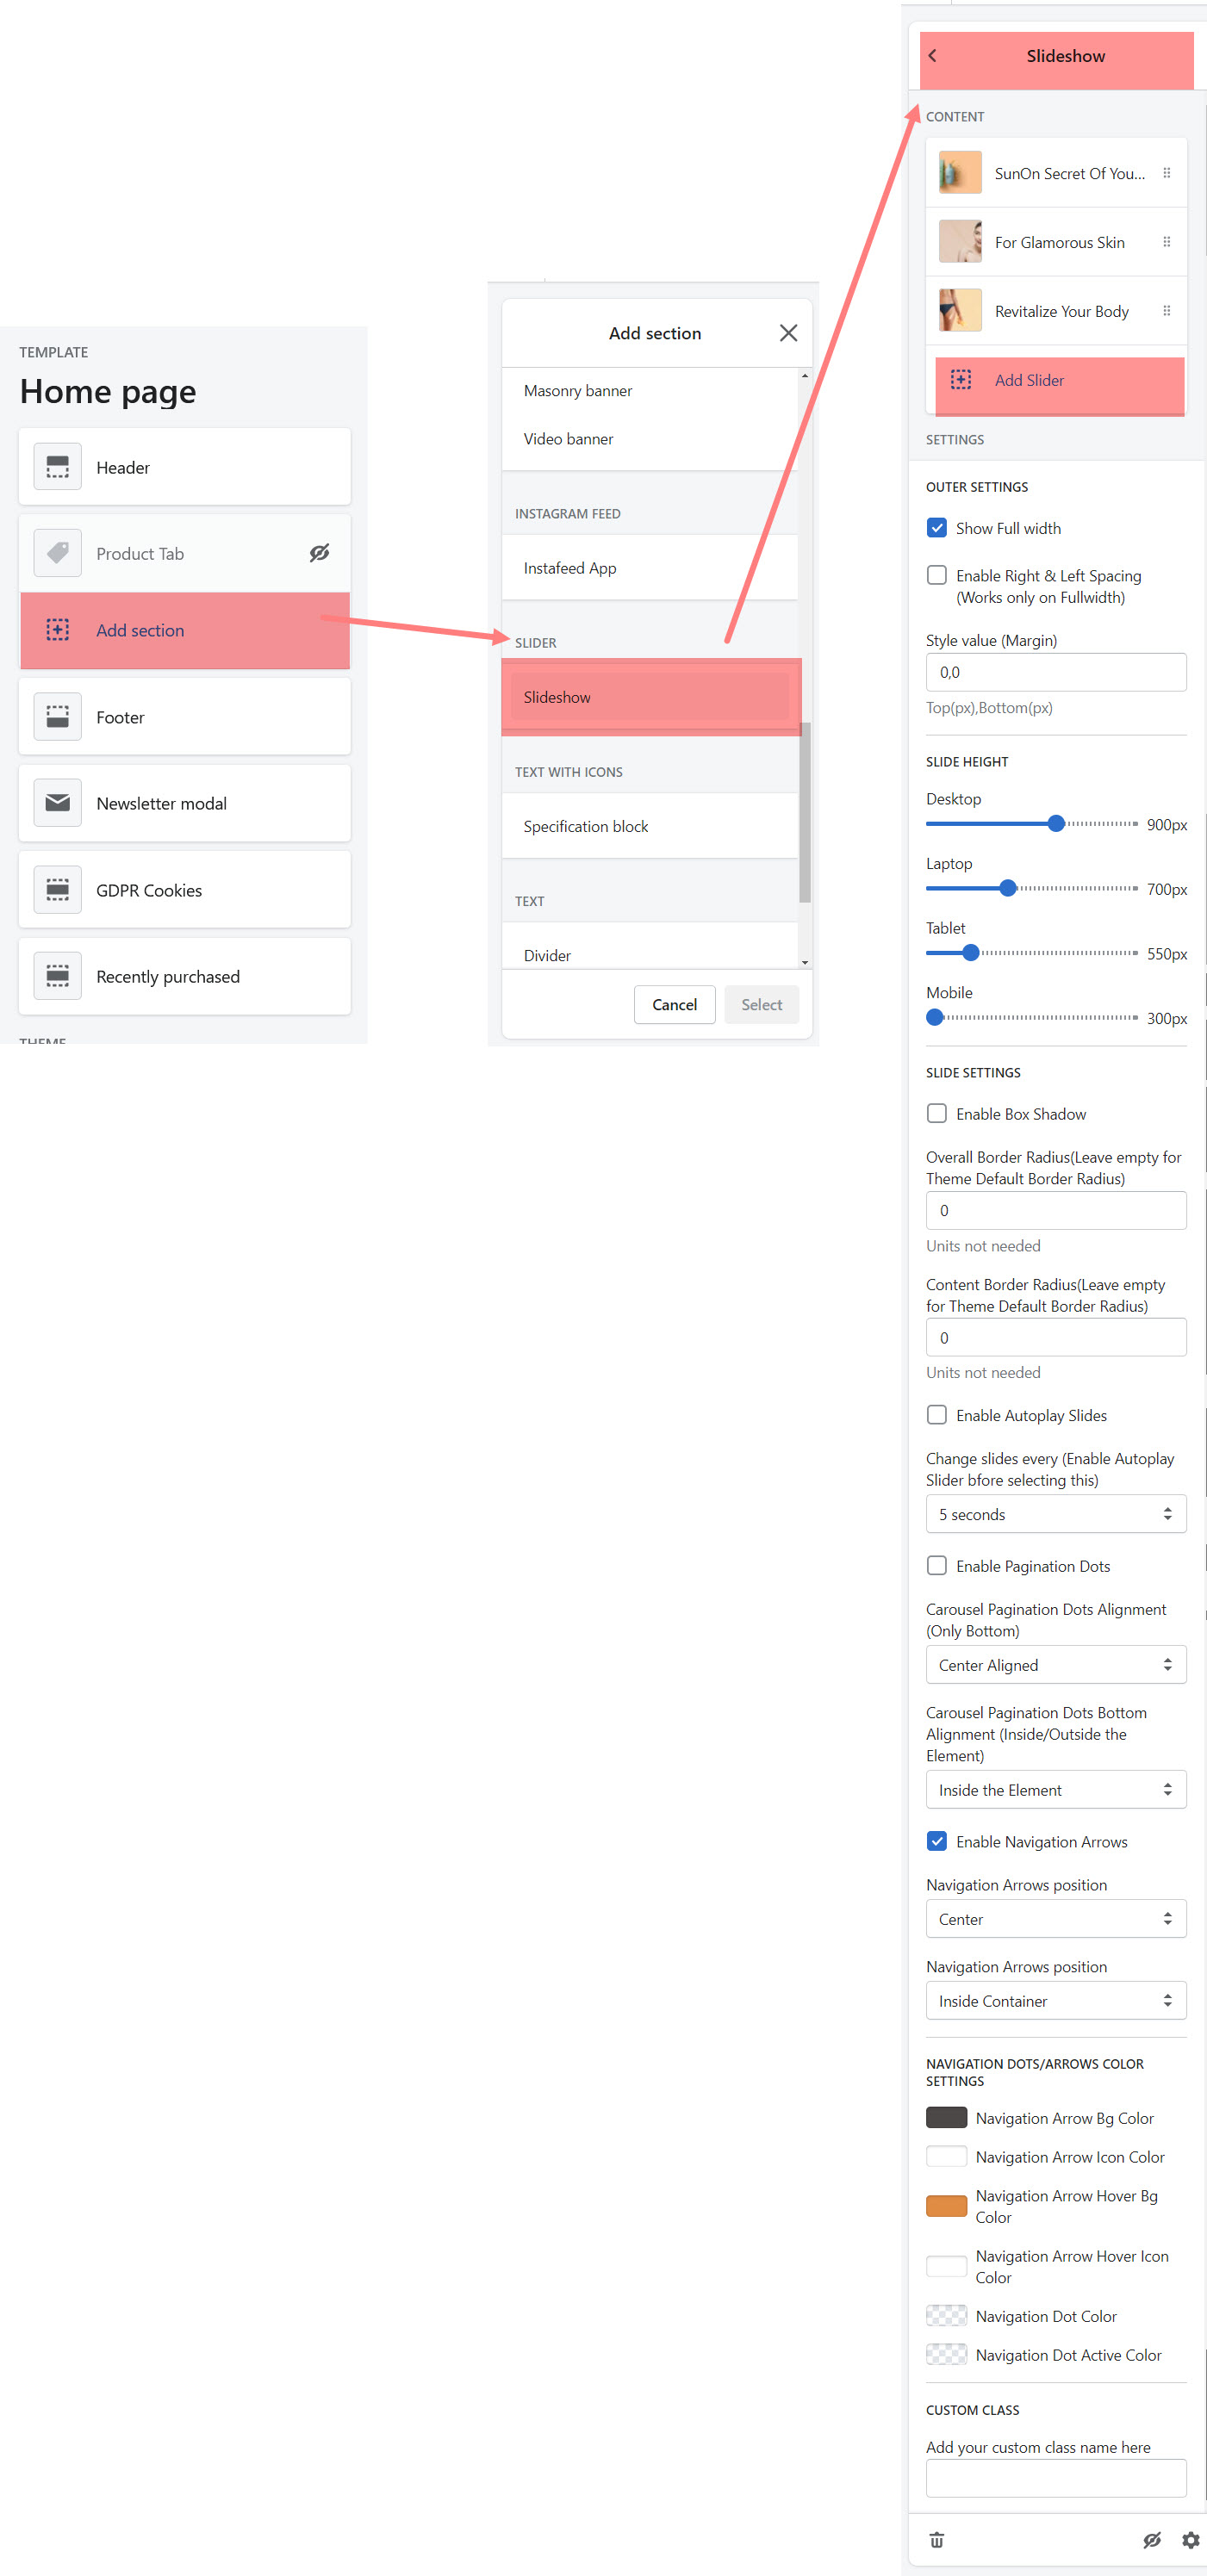 TEMPLATE
Home page
Header
Product Tab
Add section
Footer
Newsletter modal
GDPR Cookies
Recently purchased
THEME
Add section
Masonry banner
Video banner
INSTAGRAM FEED
Instafeed App
SLIDER
Slideshow
TEXT WITH ICONS
Specification block
TEXT
Divider
Cancel
Select
Slideshow
CONTENT
SunOn Secret Of You...
For Glamorous Skin
Revitalize Your Body
Add Slider
SETTINGS
OUTER SETTINGS
Show Full width
Enable Right & Left Spacing
(Works only on Fullwidth)
Style value (Margin)
0,0
Top(px),Bottom(px)
SLIDE HEIGHT
Desktop
900px
Laptop
700px
Tablet
550px
Mobile
300px
SLIDE SETTINGS
Enable Box Shadow
Overall Border Radius(Leave empty for
Theme Default Border Radius)
0
Units not needed
Content Border Radius(Leave empty
for Theme Default Border Radius)
0
Units not needed
Enable Autoplay Slides
Change slides every (Enable Autoplay
Slider bfore selecting this)
5 seconds
Enable Pagination Dots
Carousel Pagination Dots Alignment
(Only Bottom)
Center Aligned
Carousel Pagination Dots Bottom
Alignment (Inside/Outside the
Element)
Inside the Element
Enable Navigation Arrows
Navigation Arrows position
Center
Navigation Arrows position
Inside Container
NAVIGATION DOTS/ARROWS COLOR
SETTINGS
Navigation Arrow Bg Color
Navigation Arrow Icon Color
Navigation Arrow Hover Bg
Color
Navigation Arrow Hover Icon
Color
Navigation Dot Color
Navigation Dot Active Color
CUSTOM CLASS
Add your custom class name here